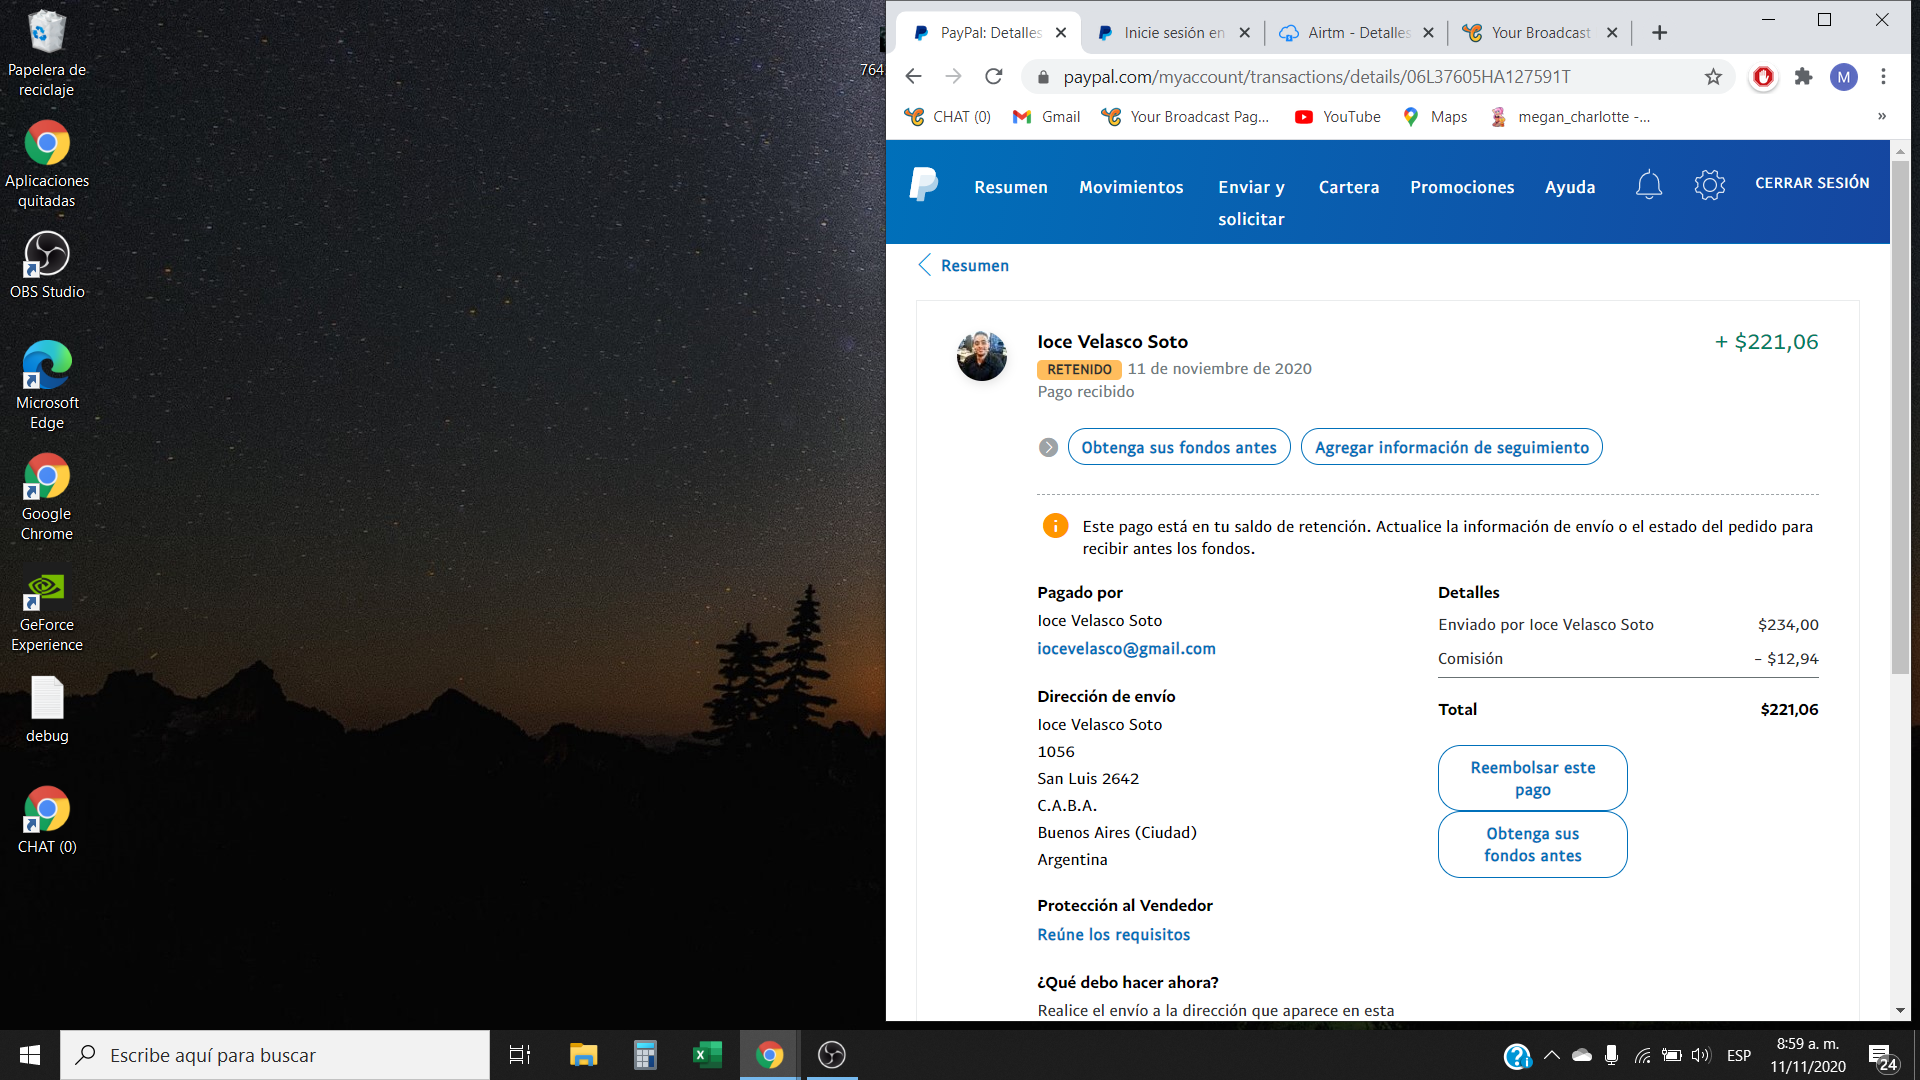 Papelera de
reciclaje
Aplicaciones
quitadas
OBS Studio
Microsoft
Edge
Google
Chrome
GeForce
Experience
debug
CHAT (0)
764
PayPal: Detalles
Inicie sesión en
Airtm - Detalles
Your Broadcast
paypal.com/myaccount/transactions/details/06L37605HA127591T
M
CHAT (0)
Gmail
Your Broadcast Pag...
YouTube
Maps
megan_charlotte -...
»
Resumen
Movimientos
Enviar y
solicitar
Cartera
Promociones
Ayuda
CERRAR SESIÓN
Resumen
Ioce Velasco Soto
+ $221,06
RETENIDO 11 de noviembre de 2020
Pago recibido
Obtenga sus fondos antes
Agregar información de seguimiento
Este pago está en tu saldo de retención. Actualice la información de envío o el estado del pedido para
recibir antes los fondos.
Pagado por
Ioce Velasco Soto
iocevelasco@gmail.com
Dirección de envío
Ioce Velasco Soto
1056
San Luis 2642
C.A.B.A.
Buenos Aires (Ciudad)
Argentina
Protección al Vendedor
Reúne los requisitos
¿Qué debo hacer ahora?
Realice el envío a la dirección que aparece en esta
Detalles
Enviado por Ioce Velasco Soto $234,00
Comisión - $12,94
Total $221,06
Reembolsar este
pago
Obtenga sus
fondos antes
Escribe aquí para buscar
ESP
8:59 a. m.
11/11/2020
24